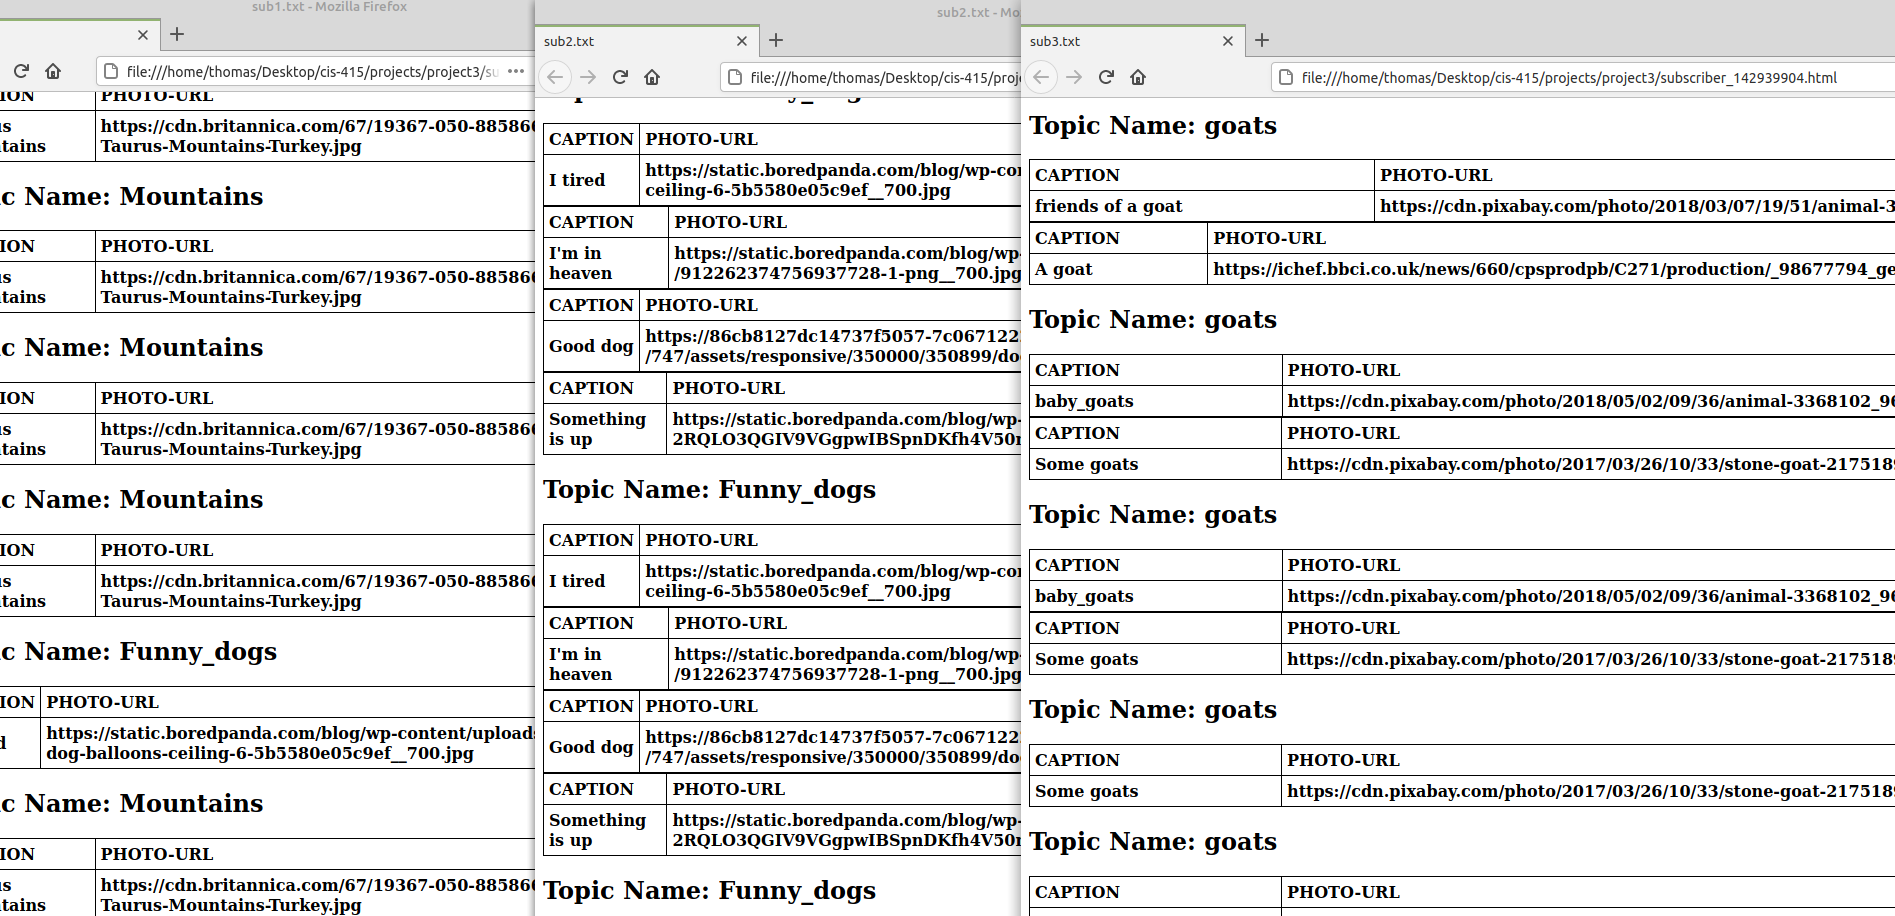 sub1.txt - Mozilla Firefox
file:///home/thomas/Desktop/cis-415/projects/project3/su
PHOTO-URL
https://cdn.britannica.com/67/19367-050-88586
Taurus-Mountains-Turkey.jpg
Name: Mountains
PHOTO-URL
https://cdn.britannica.com/67/19367-050-88586
Taurus-Mountains-Turkey.jpg
Name: Mountains
PHOTO-URL
https://cdn.britannica.com/67/19367-050-88586
Taurus-Mountains-Turkey.jpg
Name: Mountains
PHOTO-URL
https://cdn.britannica.com/67/19367-050-88586
Taurus-Mountains-Turkey.jpg
Name: Funny_dogs
PHOTO-URL
https://static.boredpanda.com/blog/wp-content/uploads
dog-balloons-ceiling-6-5b5580e05c9ef__700.jpg
Name: Mountains
PHOTO-URL
https://cdn.britannica.com/67/19367-050-88586
Taurus-Mountains-Turkey.jpg
sub2.txt - Mo
sub2.txt
file:///home/thomas/Desktop/cis-415/proj
CAPTION PHOTO-URL
I tired https://static.boredpanda.com/blog/wp-con
ceiling-6-5b5580e05c9ef__700.jpg
CAPTION PHOTO-URL
I'm in heaven https://static.boredpanda.com/blog/wp-
/912262374756937728-1-png__700.jpg
CAPTION PHOTO-URL
Good dog https://86cb8127dc14737f5057-7c067122
/747/assets/responsive/350000/350899/do
CAPTION PHOTO-URL
Something is up https://static.boredpanda.com/blog/wp-
2RQLO3QGIV9VGgpwIBSpnDKfh4V50
Topic Name: Funny_dogs
CAPTION PHOTO-URL
I tired https://static.boredpanda.com/blog/wp-con
ceiling-6-5b5580e05c9ef__700.jpg
CAPTION PHOTO-URL
I'm in heaven https://static.boredpanda.com/blog/wp-
/912262374756937728-1-png__700.jpg
CAPTION PHOTO-URL
Good dog https://86cb8127dc14737f5057-7c067122
/747/assets/responsive/350000/350899/do
CAPTION PHOTO-URL
Something is up https://static.boredpanda.com/blog/wp-
2RQLO3QGIV9VGgpwIBSpnDKfh4V50
Topic Name: Funny_dogs
sub3.txt
file:///home/thomas/Desktop/cis-415/projects/project3/subscriber_142939904.html
Topic Name: goats
CAPTION PHOTO-URL
friends of a goat https://cdn.pixabay.com/photo/2018/03/07/19/51/animal-3
CAPTION PHOTO-URL
A goat https://ichef.bbci.co.uk/news/660/cpsprodpb/C271/production/_98677794_ge
Topic Name: goats
CAPTION PHOTO-URL
baby_goats https://cdn.pixabay.com/photo/2018/05/02/09/36/animal-3368102_96
CAPTION PHOTO-URL
Some goats https://cdn.pixabay.com/photo/2017/03/26/10/33/stone-goat-2175189
Topic Name: goats
CAPTION PHOTO-URL
baby_goats https://cdn.pixabay.com/photo/2018/05/02/09/36/animal-3368102_96
CAPTION PHOTO-URL
Some goats https://cdn.pixabay.com/photo/2017/03/26/10/33/stone-goat-2175189
Topic Name: goats
CAPTION PHOTO-URL
Some goats https://cdn.pixabay.com/photo/2017/03/26/10/33/stone-goat-2175189
Topic Name: goats
CAPTION PHOTO-URL